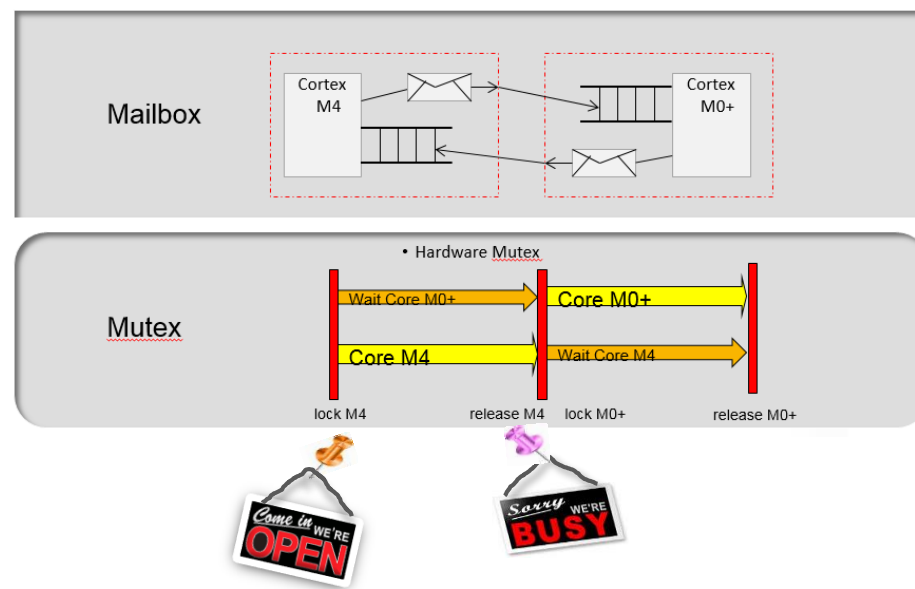 Mailbox
Cortex
M4
Cortex
M0+
• Hardware Mutex
Mutex
Wait Core M0+
Core M0+
Core M4
Wait Core M4
lock M4
release M4
lock M0+
release M0+
Come in
WE'RE
OPEN
Sorry
WE'RE
BUSY